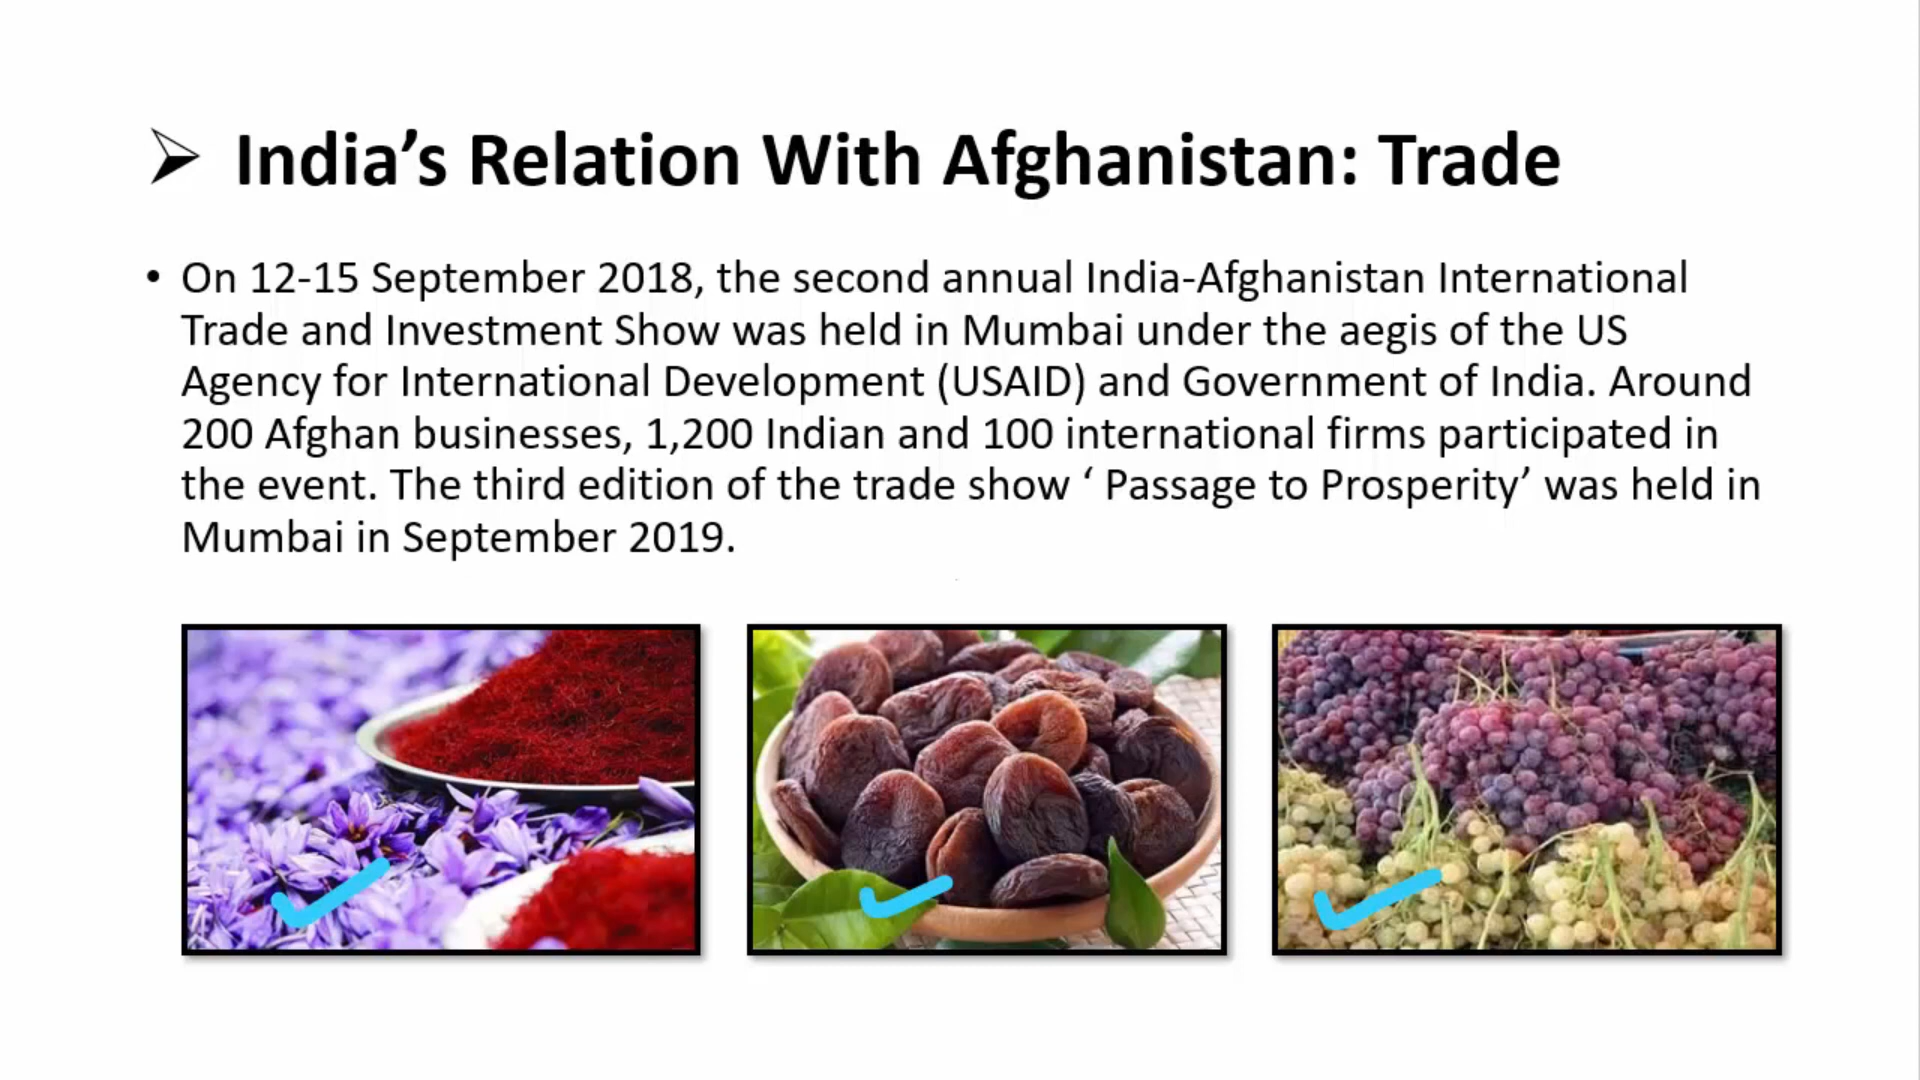 India’s Relation With Afghanistan: Trade
• On 12-15 September 2018, the second annual India-Afghanistan International
Trade and Investment Show was held in Mumbai under the aegis of the US
Agency for International Development (USAID) and Government of India. Around
200 Afghan businesses, 1,200 Indian and 100 international firms participated in
the event. The third edition of the trade show ‘ Passage to Prosperity’ was held in
Mumbai in September 2019.